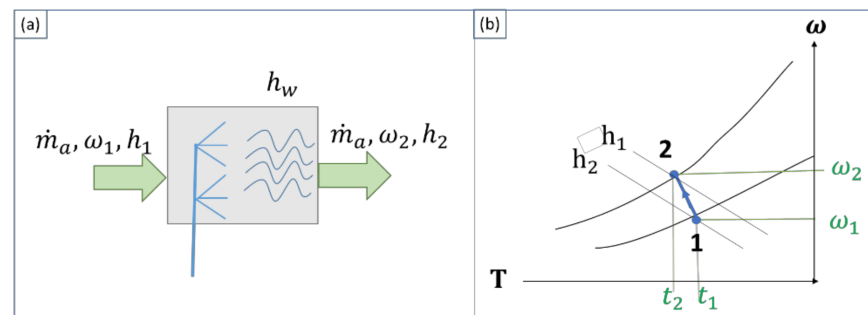 (a)
h_w
ṁ_a, ω_1, h_1
ṁ_a, ω_2, h_2
(b)
ω
h_1
h_2
2
1
ω_2
ω_1
T
t_2
t_1